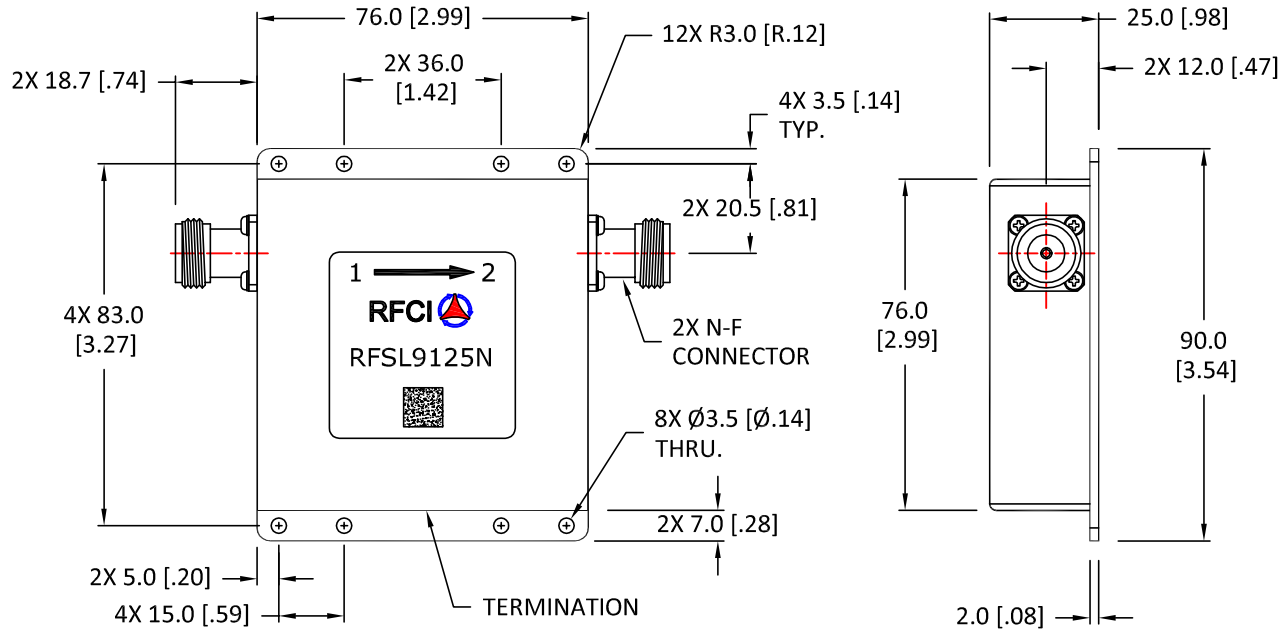 76.0 [2.99]
25.0 [.98]
12X R3.0 [R.12]
2X 18.7 [.74]
2X 36.0
[1.42]
2X 12.0 [.47]
4X 3.5 [.14]
TYP.
2X 20.5 [.81]
1
2
RFCI
RFSL9125N
4X 83.0
[3.27]
2X N-F
CONNECTOR
76.0
[2.99]
90.0
[3.54]
8X Ø3.5 [Ø.14]
THRU.
2X 7.0 [.28]
2X 5.0 [.20]
4X 15.0 [.59]
TERMINATION
2.0 [.08]